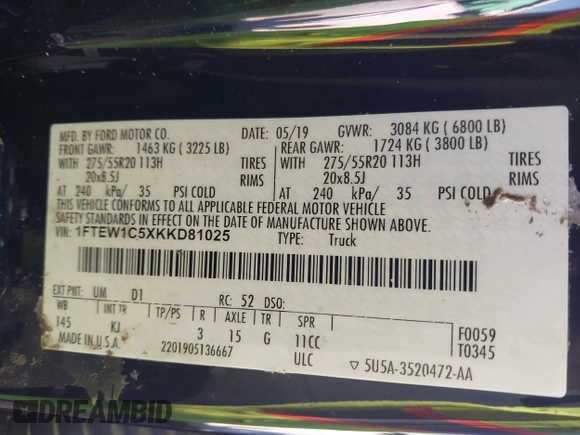 MFD. BY FORD MOTOR CO. DATE: 05/19 GVWR: 3084 KG ( 6800 LB)
FRONT GAWR: 1463 KG ( 3225 LB) REAR GAWR: 1724 KG ( 3800 LB)
WITH 275/55R20 113H TIRES WITH 275/55R20 113H TIRES
20x8.5J RIMS 20x8.5J RIMS
AT 240 kPa/ 35 PSI COLD AT 240 kPa/ 35 PSI COLD
THIS VEHICLE CONFORMS TO ALL APPLICABLE FEDERAL MOTOR VEHICLE
SAFETY STANDARDS IN EFFECT ON THE DATE OF MANUFACTURE SHOWN ABOVE.
VIN: 1FTEW1C5XKKD81025 TYPE: Truck
EXT PNT: UM D1 RC: 52 DSO:
WB INT TR TP/PS R AXLE TR SPR
145 KJ 3 15 G 11CC F0059
ULC T0345
MADE IN U.S.A. 2201905136667 ▽ 5U5A-3520472-AA
DREAMBID